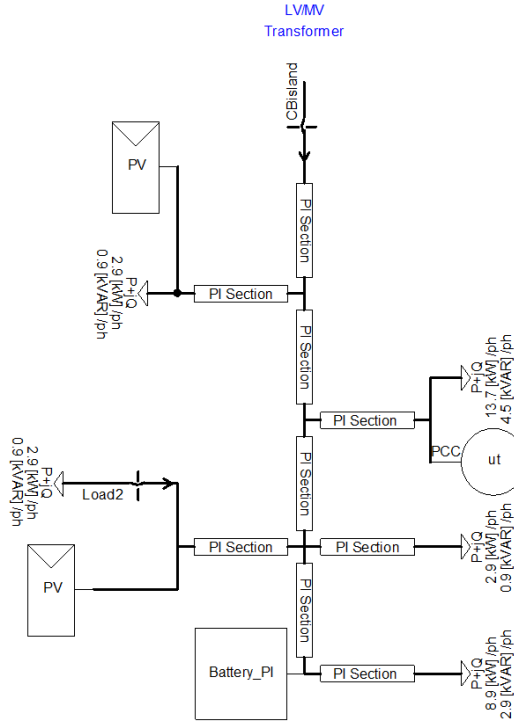 LV/MV
Transformer
CBisland
PV
PI Section
P+jQ
2.9 [kW] /ph
0.9 [kVAR]/ph
PI Section
PI Section
P+jQ
13.7 [kW] /ph
4.5 [kVAR] /ph
PI Section
PCC
ut
P+jQ
2.9 [kW] /ph
0.9 [kVAR]/ph
Load2
PI Section
PI Section
PI Section
P+jQ
2.9 [kW] /ph
0.9 [kVAR] /ph
PV
PI Section
Battery_PI
PI Section
P+jQ
8.9 [kW] /ph
2.9 [kVAR] /ph